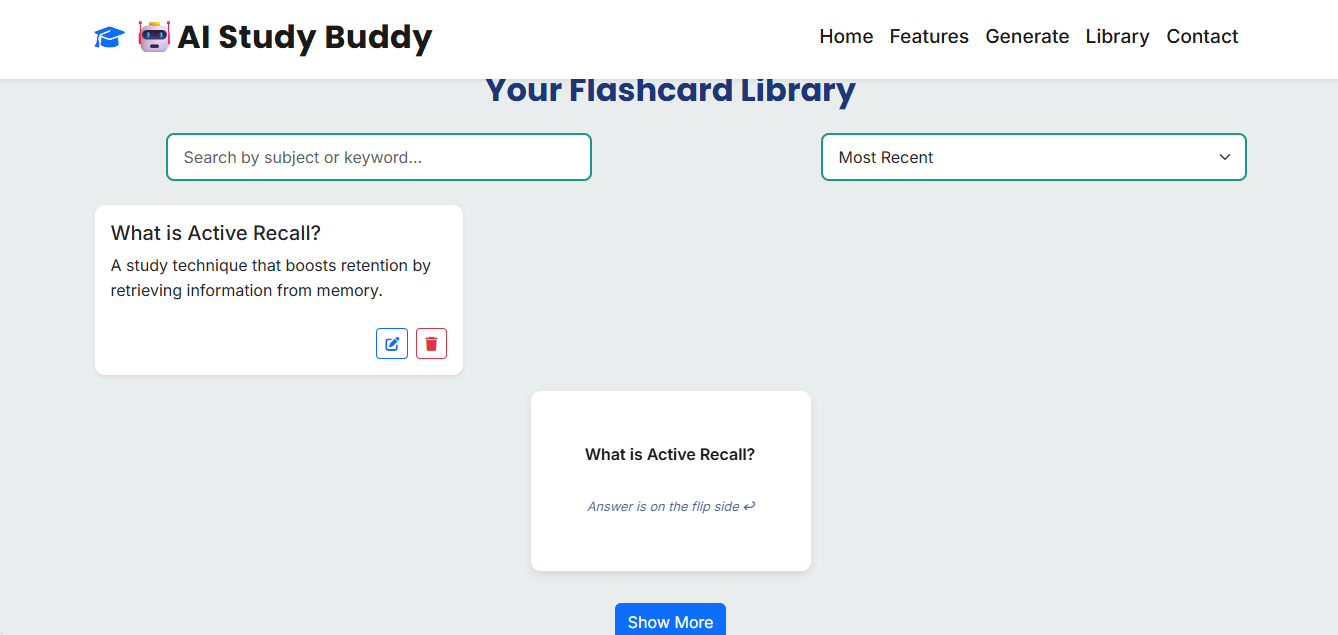 AI Study Buddy
Home Features Generate Library Contact
Your Flashcard Library
Search by subject or keyword...
Most Recent
What is Active Recall?
A study technique that boosts retention by
retrieving information from memory.
What is Active Recall?
Answer is on the flip side ↩
Show More